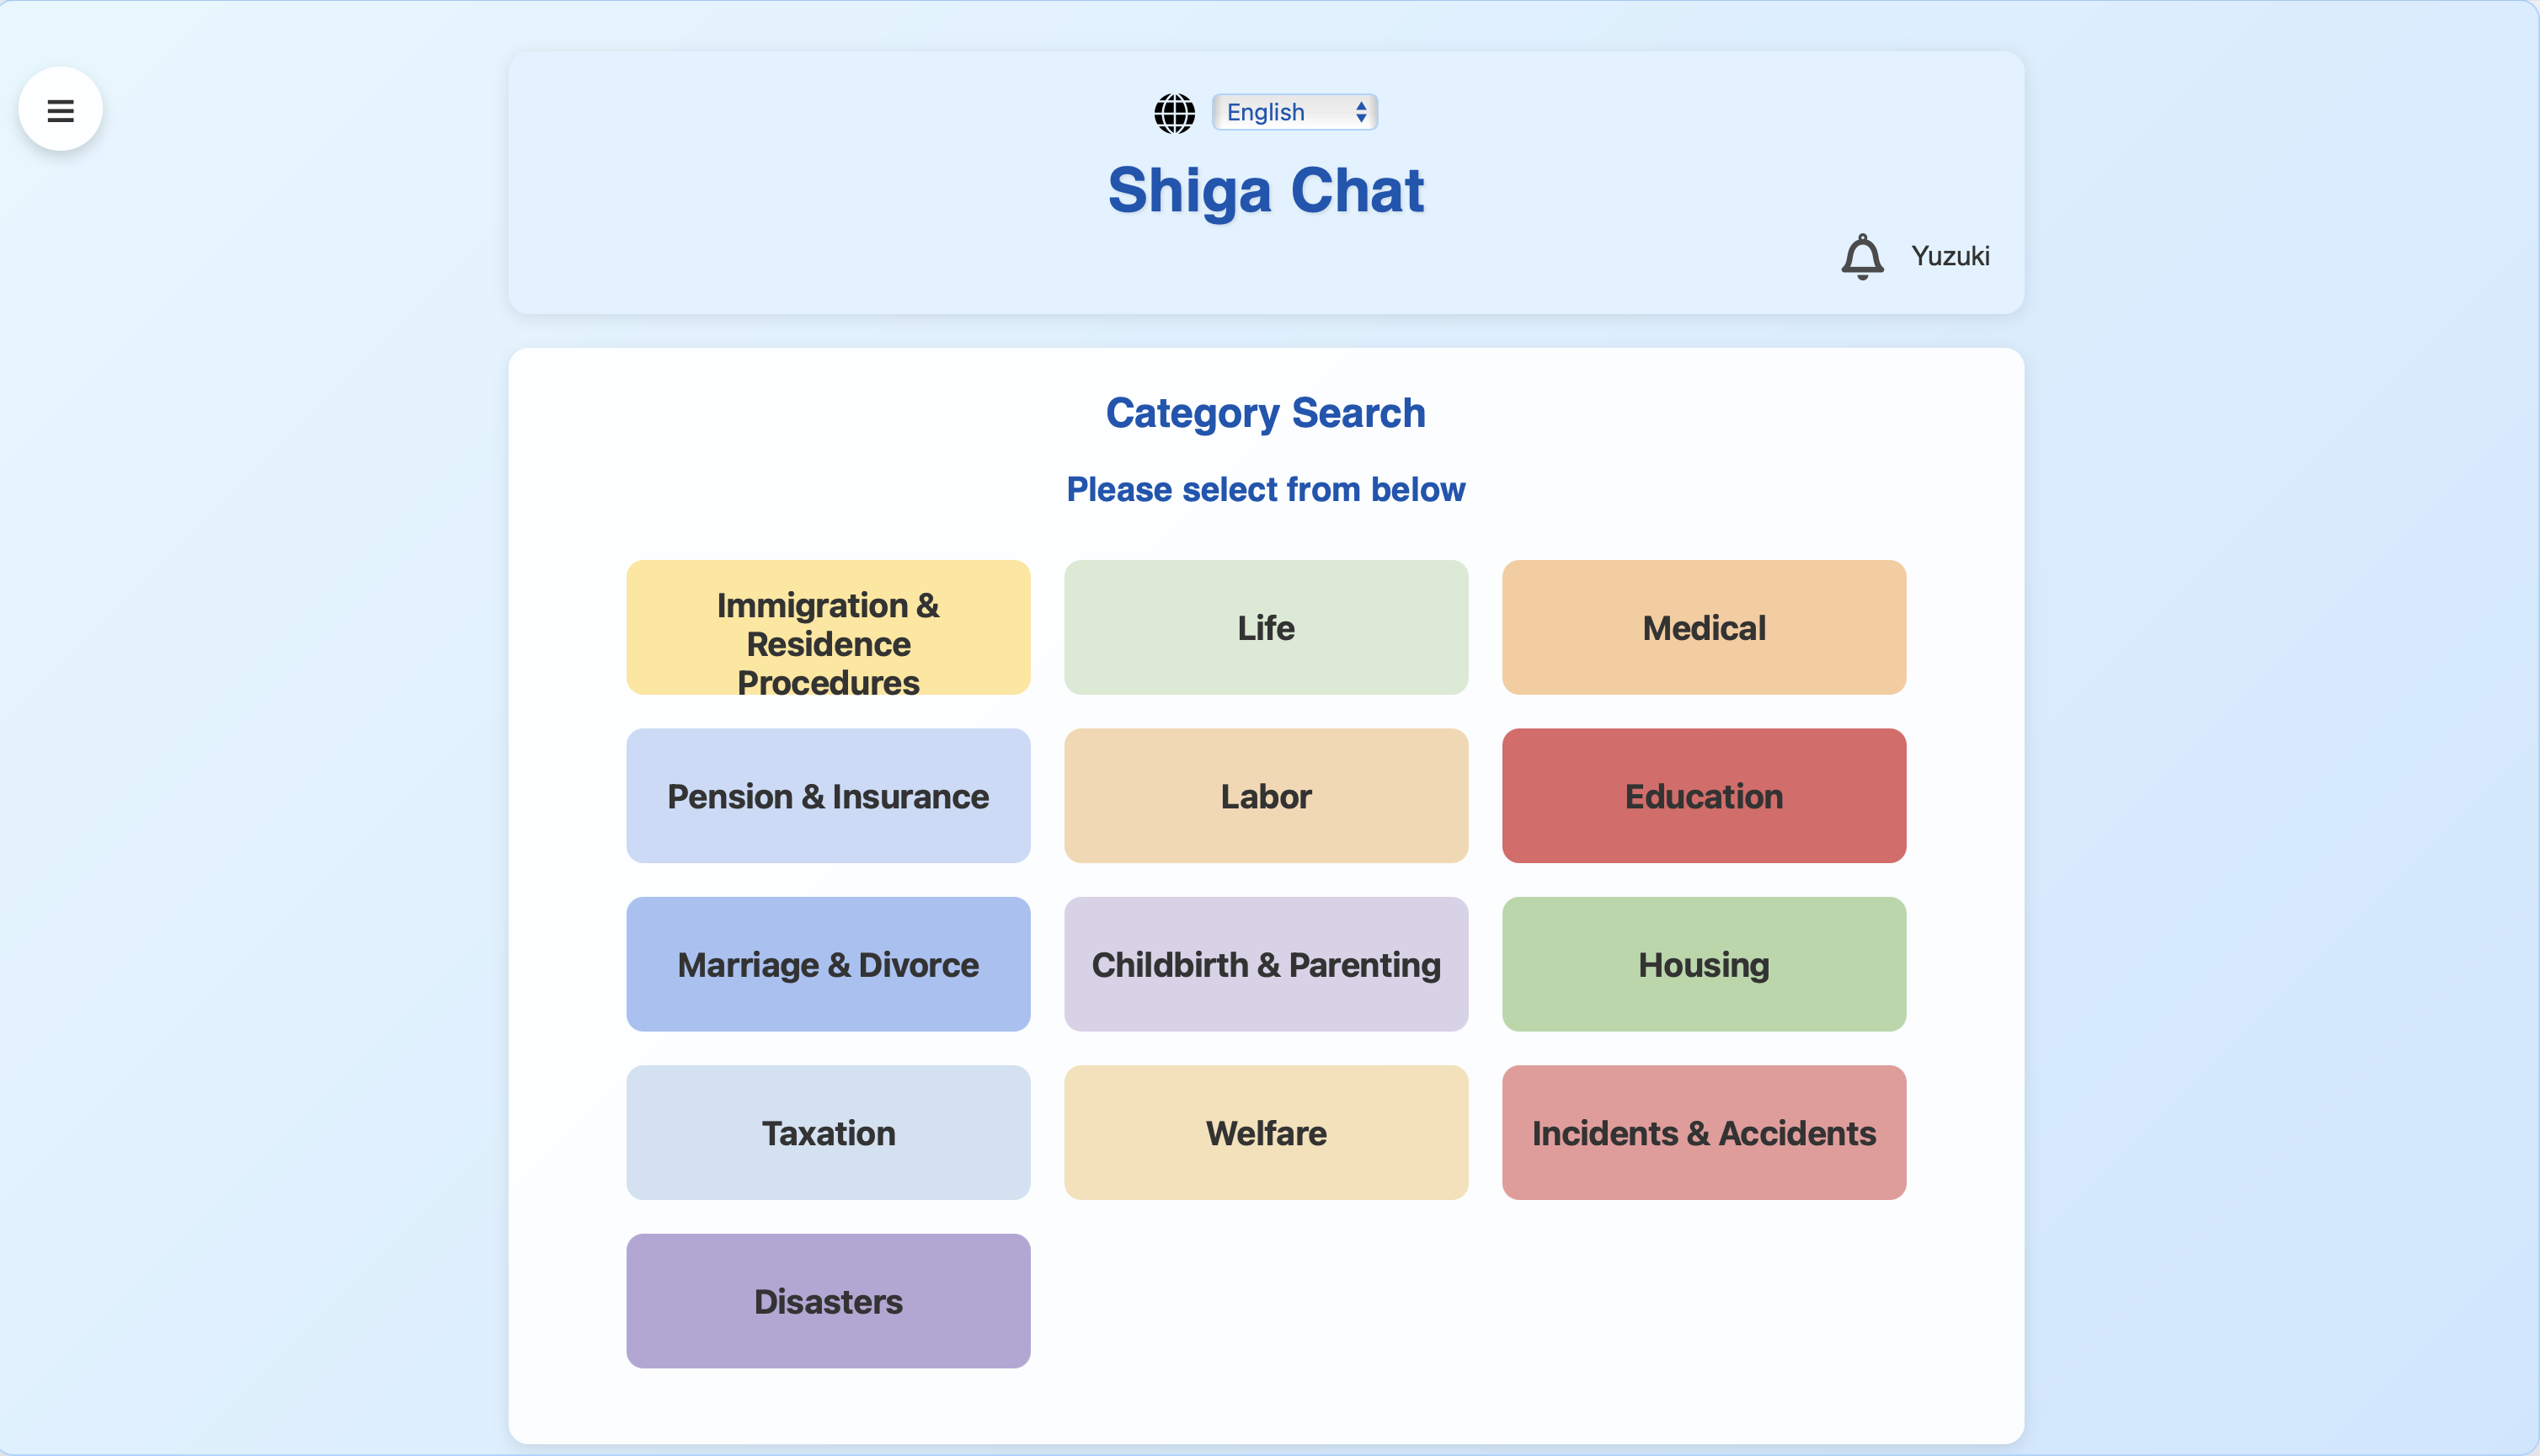 English
Shiga Chat
Yuzuki
Category Search
Please select from below
Immigration &
Residence
Procedures
Life
Medical
Pension & Insurance
Labor
Education
Marriage & Divorce
Childbirth & Parenting
Housing
Taxation
Welfare
Incidents & Accidents
Disasters